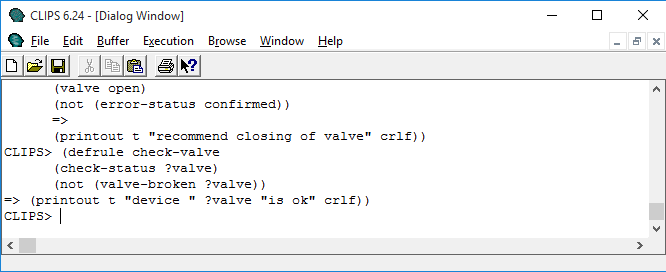 CLIPS 6.24 - [Dialog Window]
File Edit Buffer Execution Browse Window Help
(valve open)
(not (error-status confirmed))
=>
(printout t "recommend closing of valve" crlf))
CLIPS> (defrule check-valve
(check-status ?valve)
(not (valve-broken ?valve))
=> (printout t "device " ?valve "is ok" crlf))
CLIPS>